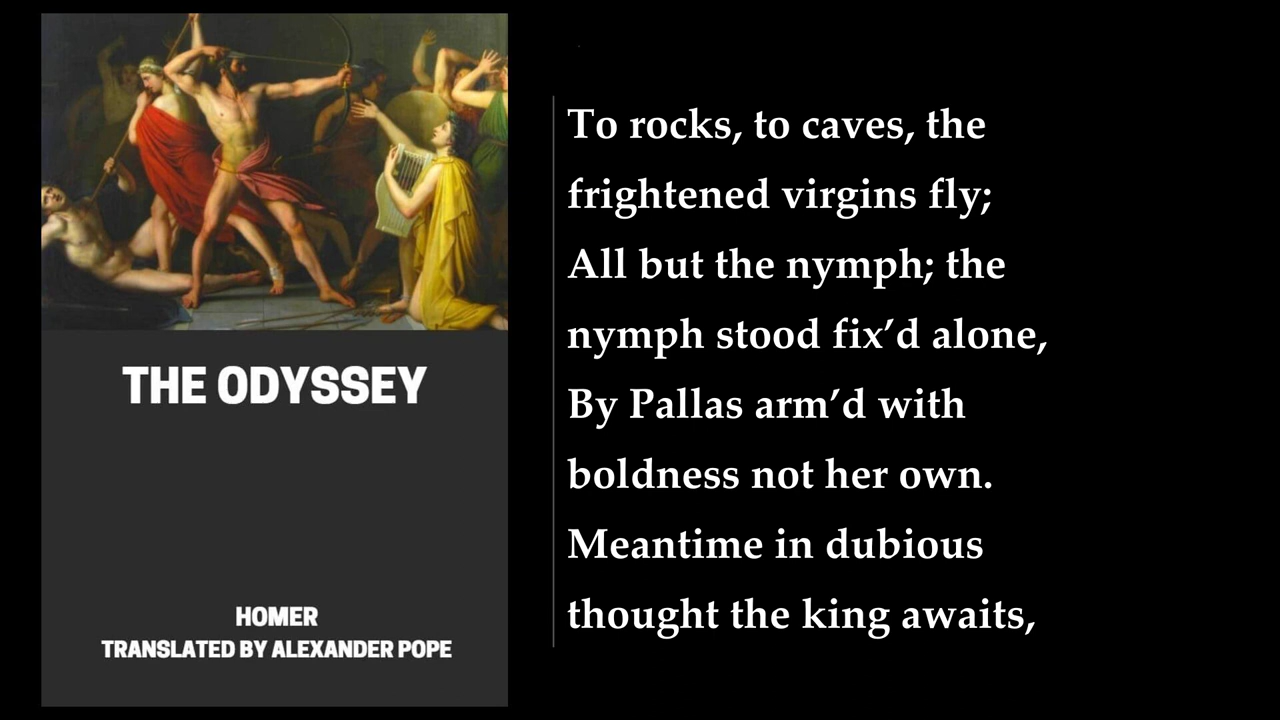 THE ODYSSEY
HOMER
TRANSLATED BY ALEXANDER POPE
To rocks, to caves, the
frightened virgins fly;
All but the nymph; the
nymph stood fix’d alone,
By Pallas arm’d with
boldness not her own.
Meantime in dubious
thought the king awaits,